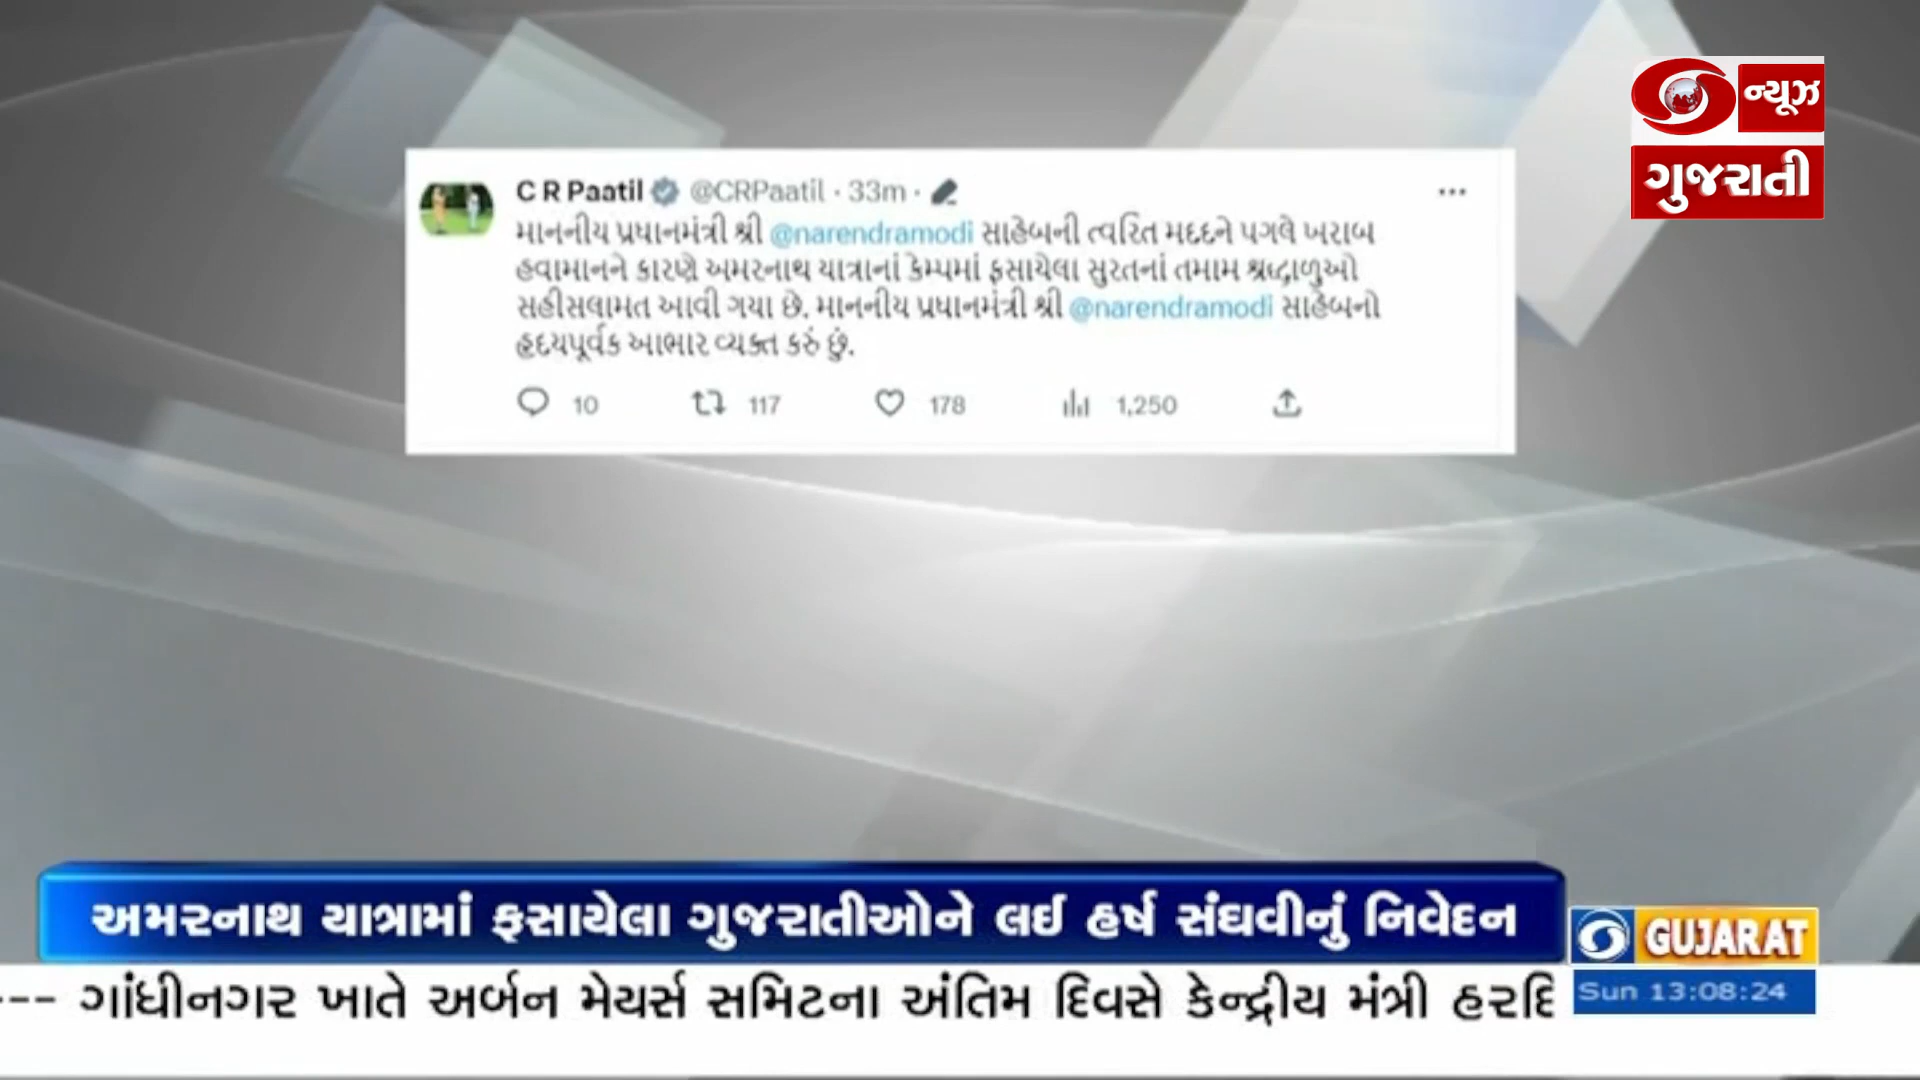 ન્યૂઝ
ગુજરાતી
C R Paatil @CRPaatil · 33m ·
માનનીય પ્રધાનમંત્રી શ્રી @narendramodi સાહેબની ત્વરિત મદદને પગલે ખરાબ
હવામાનને કારણે અમરનાથ યાત્રાનાં કેમ્પમાં ફસાયેલા સુરતનાં તમામ શ્રદ્ધાળુઓ
સહીસલામત આવી ગયા છે. માનનીય પ્રધાનમંત્રી શ્રી @narendramodi સાહેબનો
હૃદયપૂર્વક આભાર વ્યક્ત કરું છું.
10 117 178 1,250
અમરનાથ યાત્રામાં ફસાયેલા ગુજરાતીઓને લઈ હર્ષ સંઘવીનું નિવેદન
GUJARAT
--- ગાંધીનગર ખાતે અર્બન મેયર્સ સમિટના અંતિમ દિવસે કેન્દ્રીય મંત્રી હરદિ
Sun 13:08:24